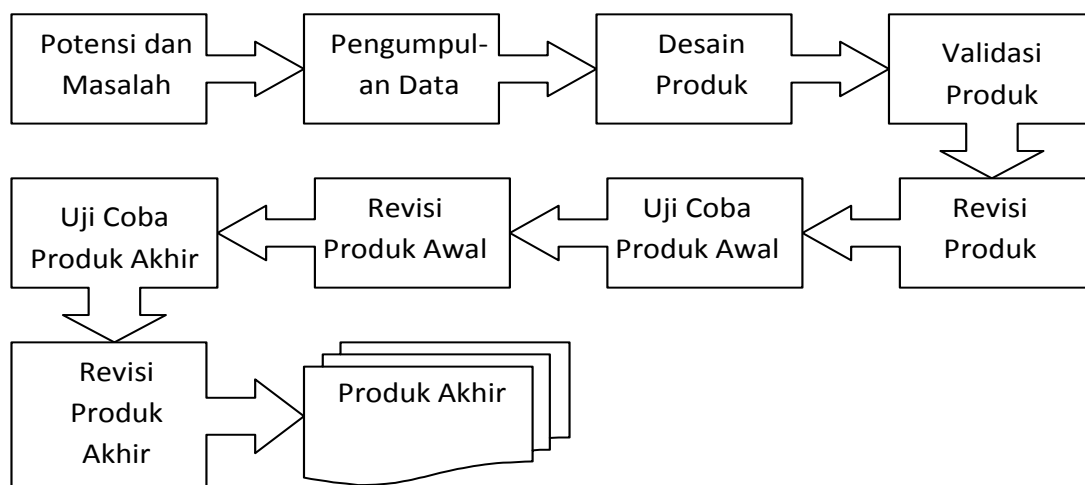 Potensi dan
Masalah
Pengumpul-
an Data
Desain
Produk
Validasi
Produk
Revisi
Produk
Uji Coba
Produk Awal
Revisi
Produk Awal
Uji Coba
Produk Akhir
Revisi
Produk
Akhir
Produk Akhir